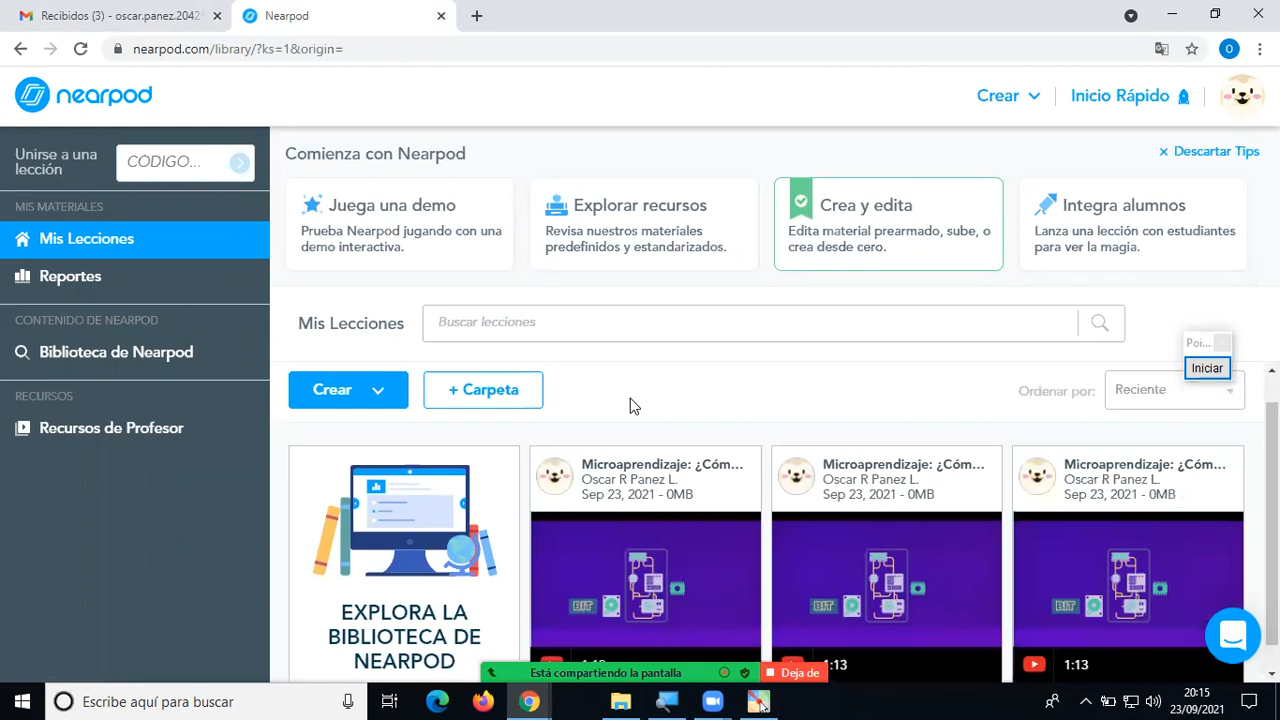 Recibidos (3) - oscar.panez.2042
Nearpod
nearpod.com/library/?ks=1&origin=
O
nearpod
Crear
Inicio Rápido
Unirse a una lección
CÓDIGO...
Comienza con Nearpod
× Descartar Tips
Juega una demo
Prueba Nearpod jugando con una
demo interactiva.
Explorar recursos
Revisa nuestros materiales
predefinidos y estandarizados.
Crea y edita
Edita material prearmado, sube, o
crea desde cero.
Integra alumnos
Lanza una lección con estudiantes
para ver la magia.
MIS MATERIALES
Mis Lecciones
Reportes
CONTENIDO DE NEARPOD
Biblioteca de Nearpod
RECURSOS
Recursos de Profesor
Mis Lecciones
Buscar lecciones
Poi...
Iniciar
Crear
+ Carpeta
Ordenar por:
Reciente
EXPLORA LA
BIBLIOTECA DE
NEARPOD
Microaprendizaje: ¿Cóm...
Oscar R Panez L.
Sep 23, 2021 - 0MB
BIT
Microaprendizaje: ¿Cóm...
Oscar R Panez L.
Sep 23, 2021 - 0MB
BIT
1:13
Microaprendizaje: ¿Cóm...
Oscar R Panez L.
Sep 23, 2021 - 0MB
BIT
1:13
Está compartiendo la pantalla
Deja de
Escribe aquí para buscar
20:15
23/09/2021